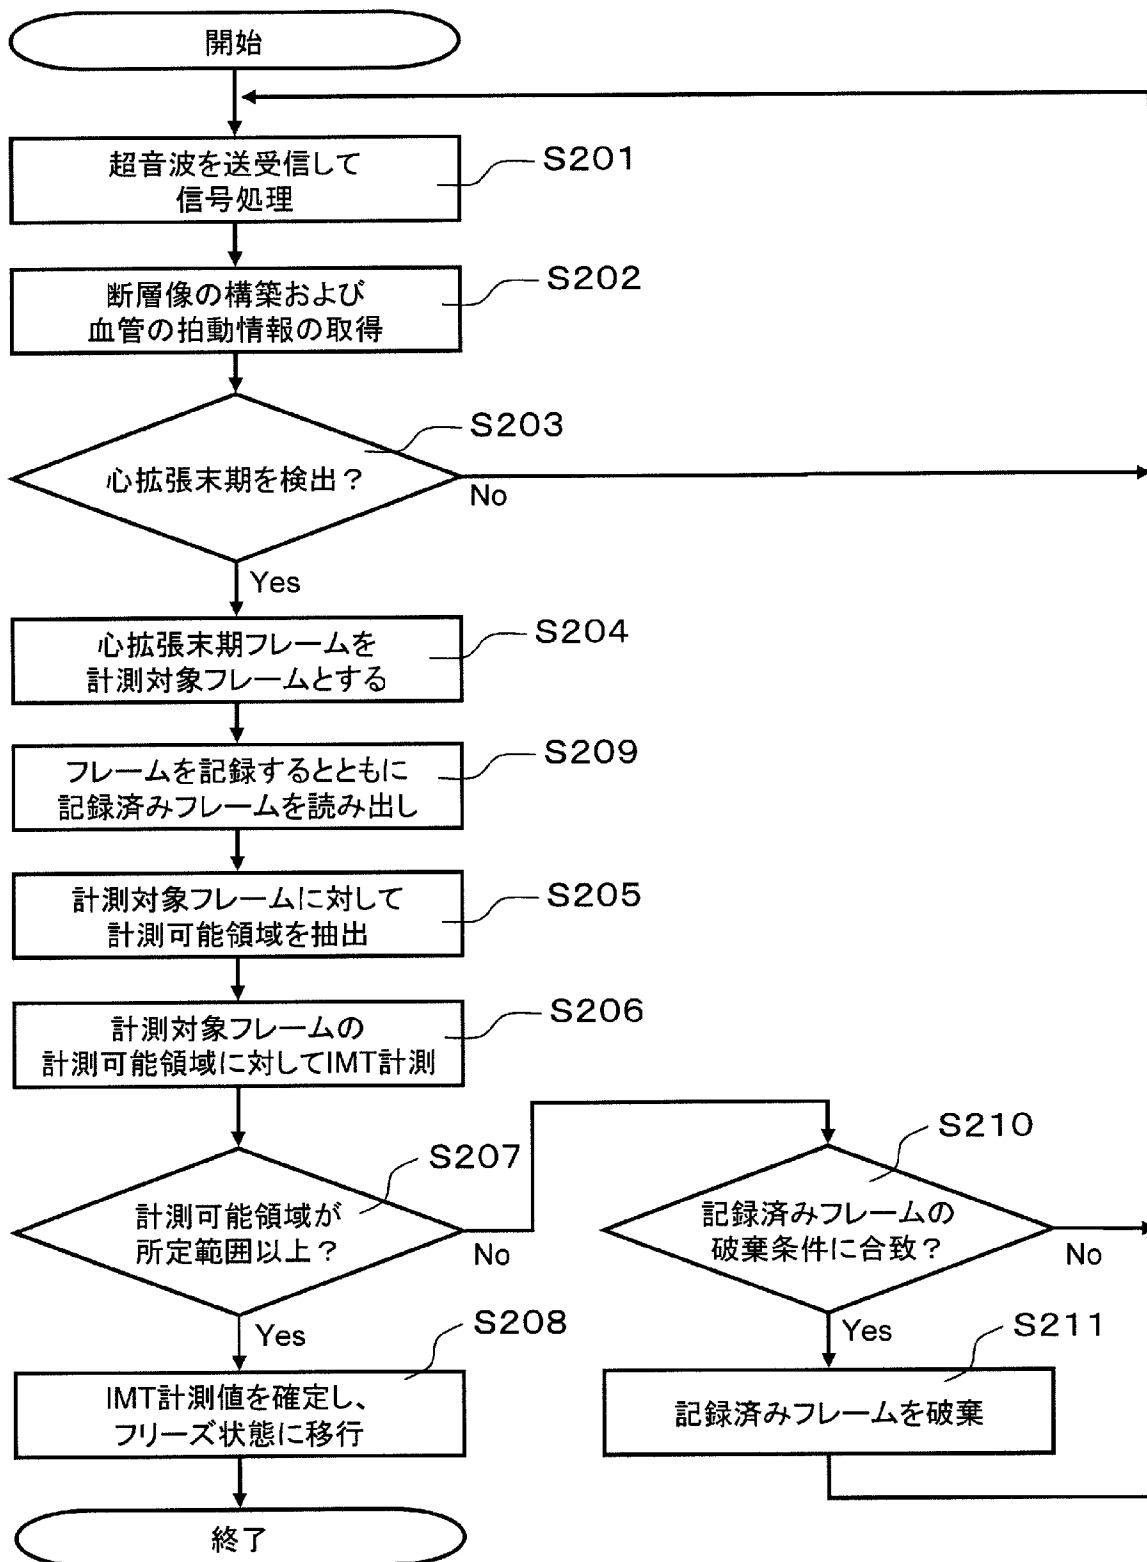 開始
超音波を送受信して
信号処理
S201
断層像の構築および
血管の拍動情報の取得
S202
心拡張末期を検出？
S203
No
Yes
心拡張末期フレームを
計測対象フレームとする
S204
フレームを記録するとともに
記録済みフレームを読み出し
S209
計測対象フレームに対して
計測可能領域を抽出
S205
計測対象フレームの
計測可能領域に対してIMT計測
S206
計測可能領域が
所定範囲以上？
S207
No
Yes
記録済みフレームの
破棄条件に合致？
S210
No
Yes
IMT計測値を確定し、
フリーズ状態に移行
S208
記録済みフレームを破棄
S211
終了